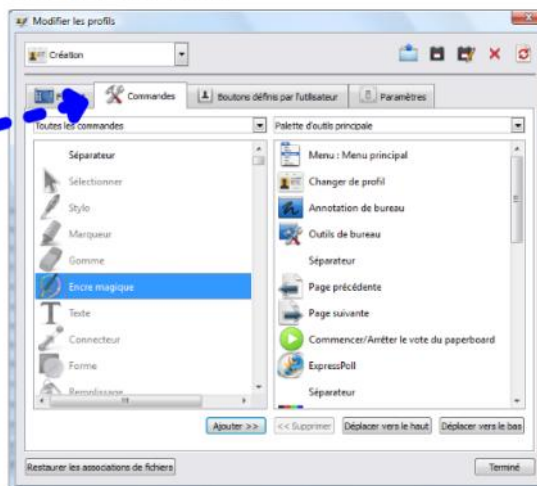 Modifier les profils
Création
Commandes
Boutons définis par l'utilisateur
Paramètres
Toutes les commandes
Palette d'outils principale
Séparateur
Sélectionner
Stylo
Marqueur
Gomme
Encre magique
Texte
Connecteur
Forme
Remplissage
Menu : Menu principal
Changer de profil
Annotation de bureau
Outils de bureau
Séparateur
Page précédente
Page suivante
Commencer/Arrêter le vote du paperboard
ExpressPoll
Séparateur
Ajouter >>
<< Supprimer
Déplacer vers le haut
Déplacer vers le bas
Restaurer les associations de fichiers
Terminé